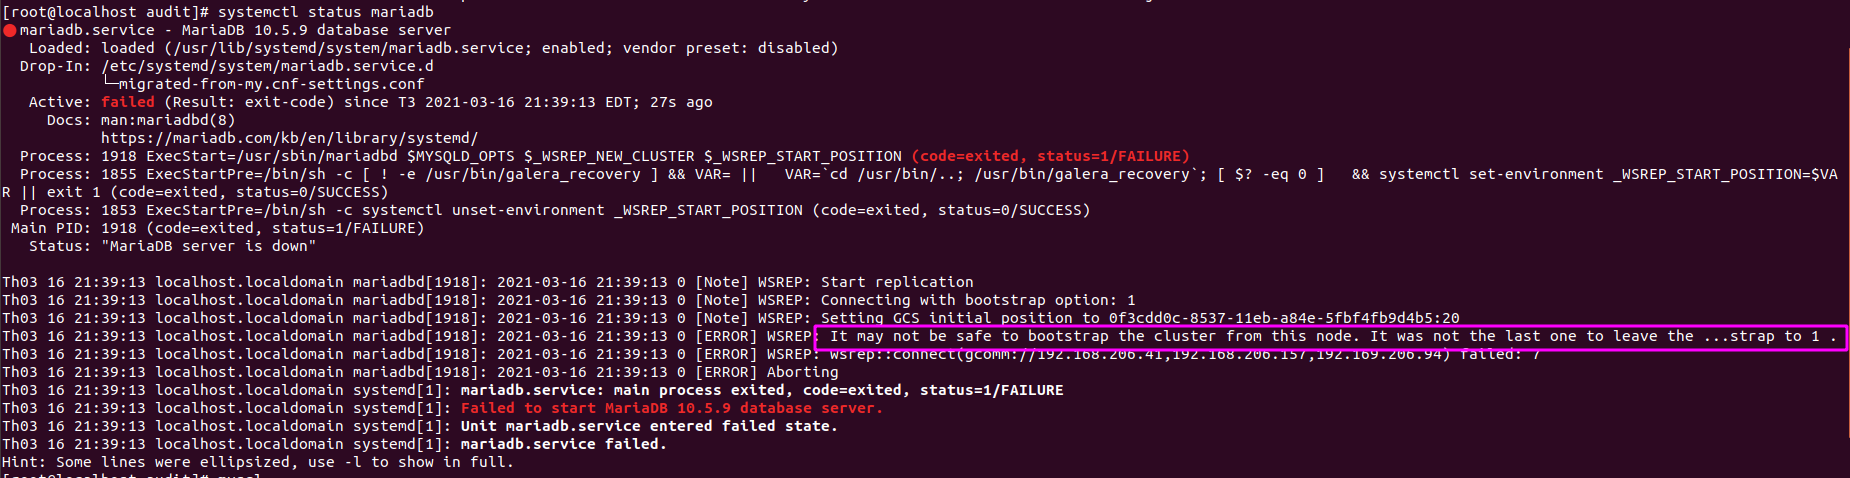 [root@localhost audit]# systemctl status mariadb
● mariadb.service - MariaDB 10.5.9 database server
   Loaded: loaded (/usr/lib/systemd/system/mariadb.service; enabled; vendor preset: disabled)
  Drop-In: /etc/systemd/system/mariadb.service.d
           └─migrated-from-my.cnf-settings.conf
   Active: failed (Result: exit-code) since T3 2021-03-16 21:39:13 EDT; 27s ago
     Docs: man:mariadbd(8)
           https://mariadb.com/kb/en/library/systemd/
  Process: 1918 ExecStart=/usr/sbin/mariadbd $MYSQLD_OPTS $_WSREP_NEW_CLUSTER $_WSREP_START_POSITION (code=exited, status=1/FAILURE)
  Process: 1855 ExecStartPre=/bin/sh -c [ ! -e /usr/bin/galera_recovery ] && VAR= ||   VAR=`cd /usr/bin/..; /usr/bin/galera_recovery`; [ $? -eq 0 ]   && systemctl set-environment _WSREP_START_POSITION=$VA
R || exit 1 (code=exited, status=0/SUCCESS)
  Process: 1853 ExecStartPre=/bin/sh -c systemctl unset-environment _WSREP_START_POSITION (code=exited, status=0/SUCCESS)
 Main PID: 1918 (code=exited, status=1/FAILURE)
   Status: "MariaDB server is down"
Th03 16 21:39:13 localhost.localdomain mariadbd[1918]: 2021-03-16 21:39:13 0 [Note] WSREP: Start replication
Th03 16 21:39:13 localhost.localdomain mariadbd[1918]: 2021-03-16 21:39:13 0 [Note] WSREP: Connecting with bootstrap option: 1
Th03 16 21:39:13 localhost.localdomain mariadbd[1918]: 2021-03-16 21:39:13 0 [Note] WSREP: Setting GCS initial position to 0f3cdd0c-8537-11eb-a84e-5fbf4fb9d4b5:20
Th03 16 21:39:13 localhost.localdomain mariadbd[1918]: 2021-03-16 21:39:13 0 [ERROR] WSREP: It may not be safe to bootstrap the cluster from this node. It was not the last one to leave the ...strap to 1 .
Th03 16 21:39:13 localhost.localdomain mariadbd[1918]: 2021-03-16 21:39:13 0 [ERROR] WSREP: wsrep::connect(gcomm://192.168.206.41,192.168.206.157,192.169.206.94) failed: 7
Th03 16 21:39:13 localhost.localdomain mariadbd[1918]: 2021-03-16 21:39:13 0 [ERROR] Aborting
Th03 16 21:39:13 localhost.localdomain systemd[1]: mariadb.service: main process exited, code=exited, status=1/FAILURE
Th03 16 21:39:13 localhost.localdomain systemd[1]: Failed to start MariaDB 10.5.9 database server.
Th03 16 21:39:13 localhost.localdomain systemd[1]: Unit mariadb.service entered failed state.
Th03 16 21:39:13 localhost.localdomain systemd[1]: mariadb.service failed.
Hint: Some lines were ellipsized, use -l to show in full.
[root@localhost audit]#